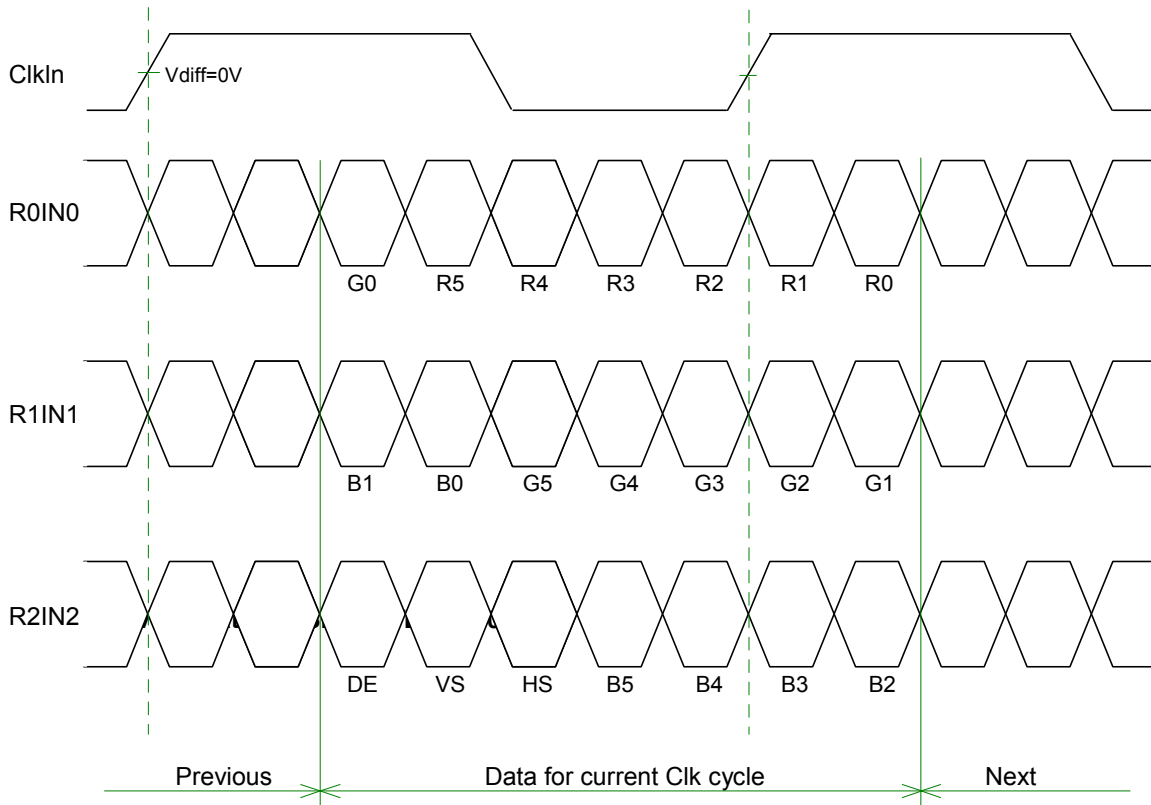 ClkIn
Vdiff=0V
R0IN0
G0 R5 R4 R3 R2 R1 R0
R1IN1
B1 B0 G5 G4 G3 G2 G1
R2IN2
DE VS HS B5 B4 B3 B2
Previous Data for current Clk cycle Next